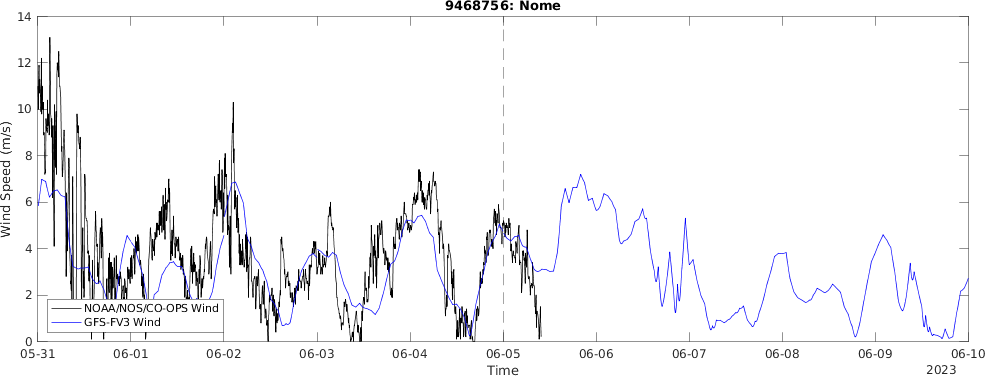 9468756: Nome
14
12
10
8
6
4
2
0
Wind Speed (m/s)
NOAA/NOS/CO-OPS Wind
GFS-FV3 Wind
05-31 06-01 06-02 06-03 06-04 06-05 06-06 06-07 06-08 06-09 06-10
Time
2023